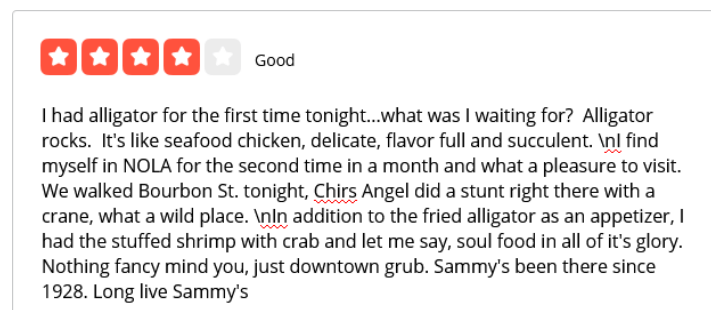 Good
I had alligator for the first time tonight...what was I waiting for?  Alligator
rocks.  It's like seafood chicken, delicate, flavor full and succulent. \nI find
myself in NOLA for the second time in a month and what a pleasure to visit.
We walked Bourbon St. tonight, Chirs Angel did a stunt right there with a
crane, what a wild place. \nIn addition to the fried alligator as an appetizer, I
had the stuffed shrimp with crab and let me say, soul food in all of it's glory.
Nothing fancy mind you, just downtown grub. Sammy's been there since
1928. Long live Sammy's